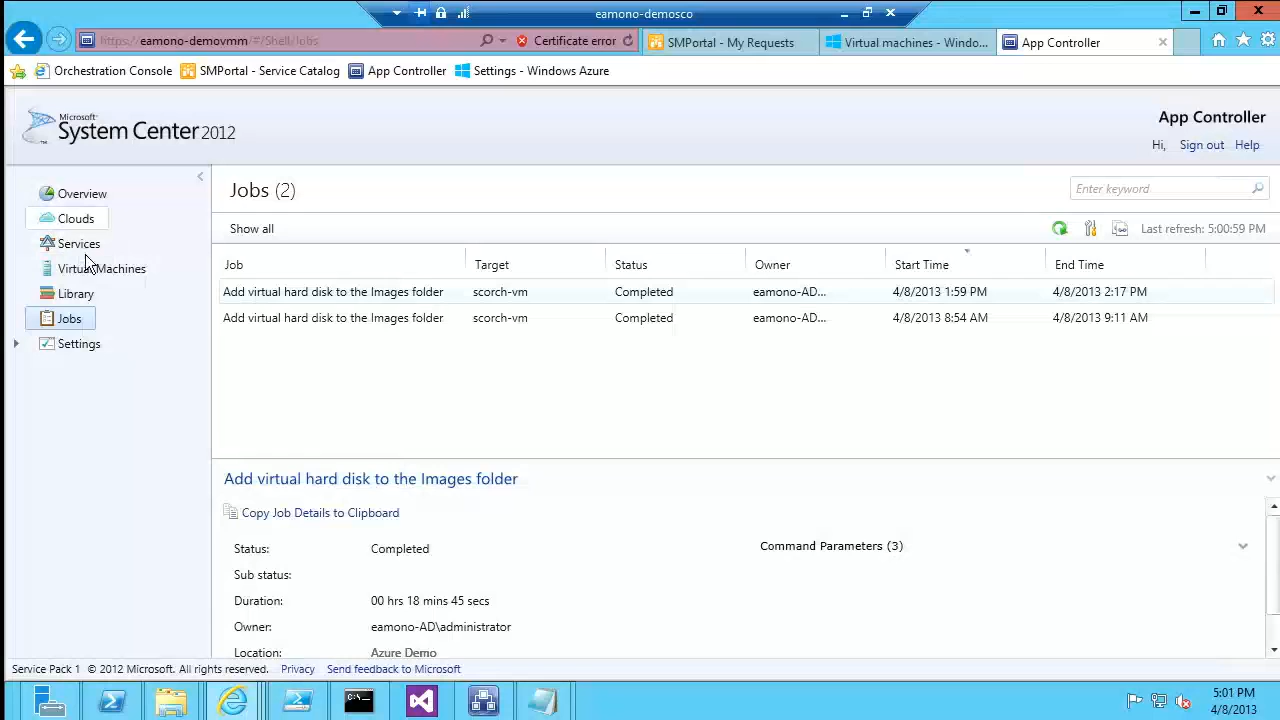 eamono-demosco
https://eamono-demovmm/#/Shell/Jobs
Certificate error
SMPortal - My Requests
Virtual machines - Windo...
App Controller
Orchestration Console
SMPortal - Service Catalog
App Controller
Settings - Windows Azure
Microsoft
System Center 2012
App Controller
Hi,
Sign out
Help
Overview
Clouds
Services
Virtual Machines
Library
Jobs
Settings
Jobs (2)
Enter keyword
Show all
Last refresh: 5:00:59 PM
Job Target Status Owner Start Time End Time
Add virtual hard disk to the Images folder scorch-vm Completed eamono-AD... 4/8/2013 1:59 PM 4/8/2013 2:17 PM
Add virtual hard disk to the Images folder scorch-vm Completed eamono-AD... 4/8/2013 8:54 AM 4/8/2013 9:11 AM
Add virtual hard disk to the Images folder
Copy Job Details to Clipboard
Status: Completed
Command Parameters (3)
Sub status:
Duration: 00 hrs 18 mins 45 secs
Owner: eamono-AD\administrator
Location: Azure Demo
Service Pack 1 © 2012 Microsoft. All rights reserved. Privacy Send feedback to Microsoft
5:01 PM
4/8/2013